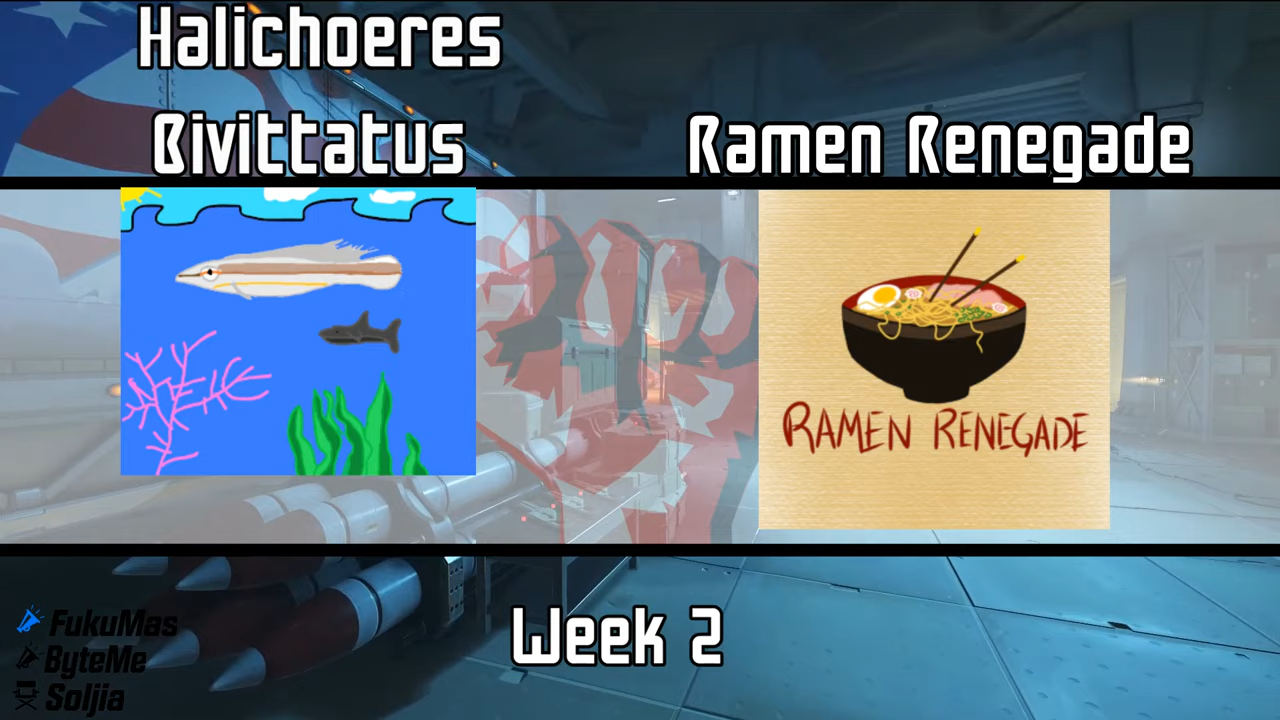 Halichoeres
Bivittatus
Ramen Renegade
RAMEN RENEGADE
Week 2
FukuMas
ByteMe
Soljia